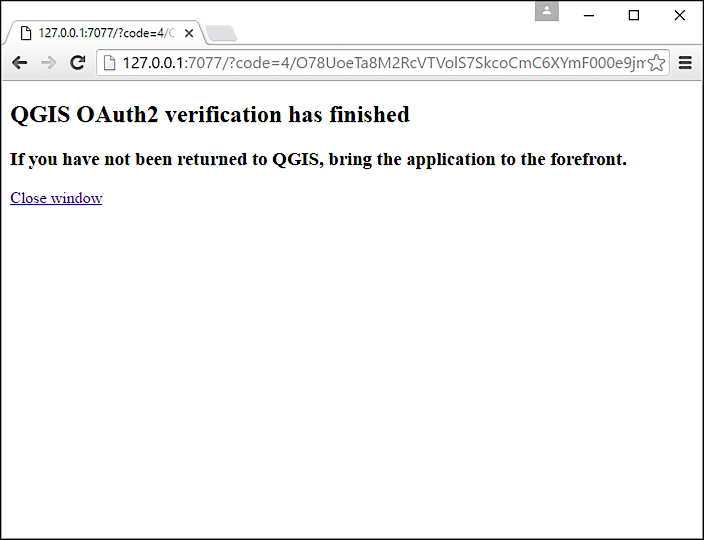 127.0.0.1:7077/?code=4/C
127.0.0.1:7077/?code=4/O78UoeTa8M2RcVTVolS7SkcoCmC6XYmF000e9jm
QGIS OAuth2 verification has finished
If you have not been returned to QGIS, bring the application to the forefront.
Close window